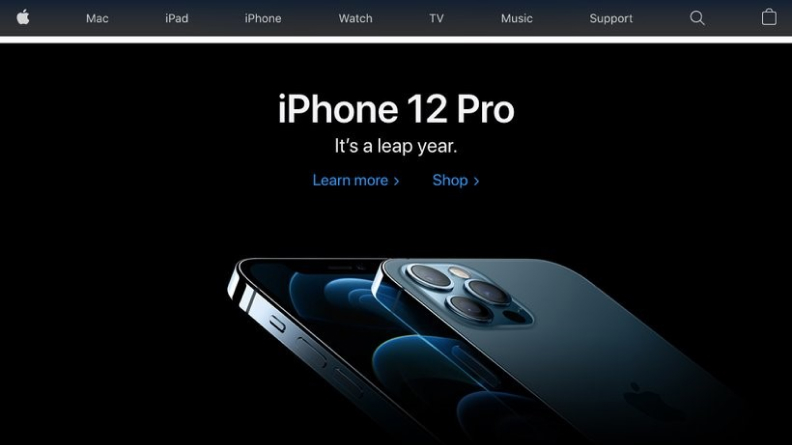 Mac iPad iPhone Watch TV Music Support
iPhone 12 Pro
It's a leap year.
Learn more > Shop >